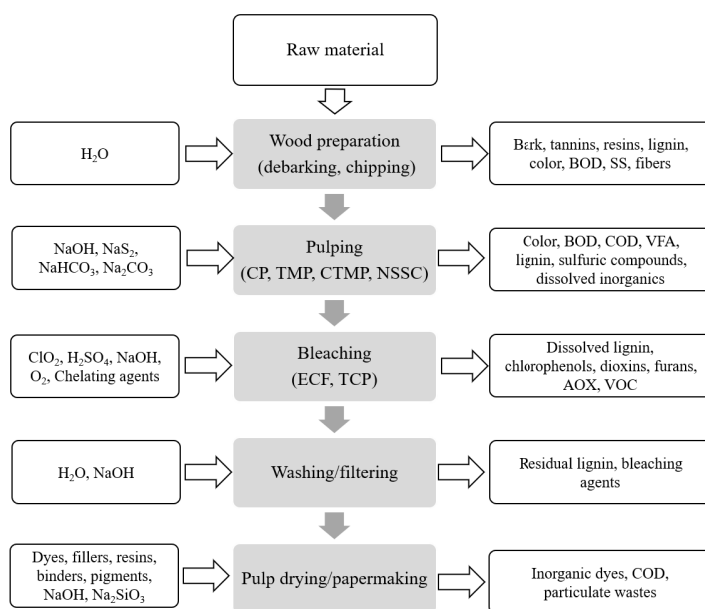 Raw material
H₂O
Wood preparation
(debarking, chipping)
Bark, tannins, resins, lignin,
color, BOD, SS, fibers
NaOH, NaS₂,
NaHCO₃, Na₂CO₃
Pulping
(CP, TMP, CTMP, NSSC)
Color, BOD, COD, VFA,
lignin, sulfuric compounds,
dissolved inorganics
ClO₂, H₂SO₄, NaOH,
O₂, Chelating agents
Bleaching
(ECF, TCP)
Dissolved lignin,
chlorophenols, dioxins, furans,
AOX, VOC
H₂O, NaOH
Washing/filtering
Residual lignin, bleaching
agents
Dyes, fillers, resins,
binders, pigments,
NaOH, Na₂SiO₃
Pulp drying/papermaking
Inorganic dyes, COD,
particulate wastes